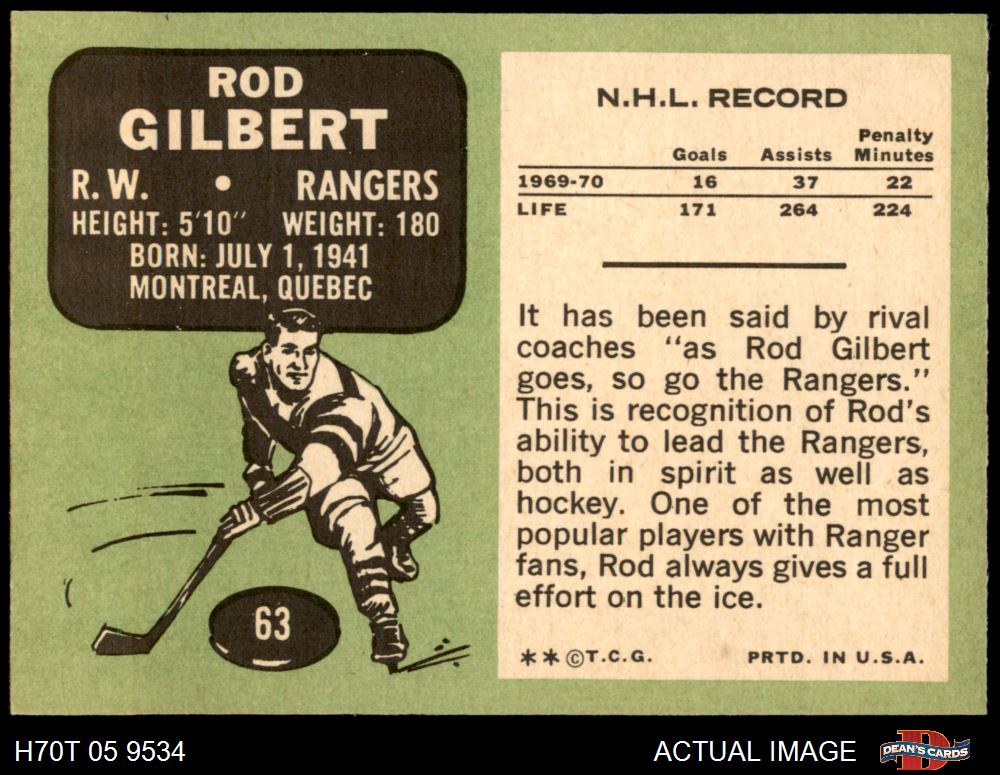 ROD
GILBERT
R. W. • RANGERS
HEIGHT: 5'10" WEIGHT: 180
BORN: JULY 1, 1941
MONTREAL, QUEBEC
63
N.H.L. RECORD
Goals Assists Penalty Minutes
1969-70 16 37 22
LIFE 171 264 224
It has been said by rival
coaches "as Rod Gilbert
goes, so go the Rangers."
This is recognition of Rod's
ability to lead the Rangers,
both in spirit as well as
hockey. One of the most
popular players with Ranger
fans, Rod always gives a full
effort on the ice.
**©T.C.G. PRTD. IN U.S.A.
H70T 05 9534 ACTUAL IMAGE DEAN'S CARDS